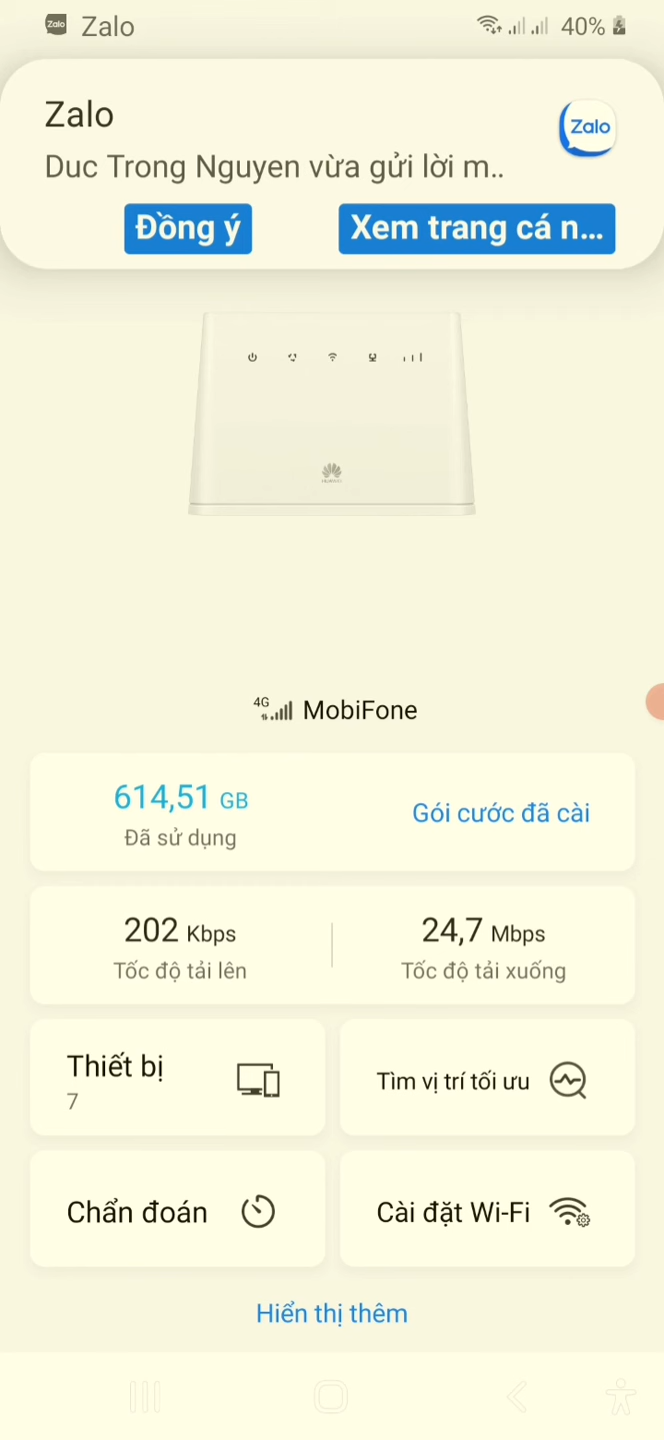 Zalo
40%
Zalo
Zalo
Duc Trong Nguyen vừa gửi lời m..
Đồng ý
Xem trang cá n...
HUAWEI
4G
MobiFone
614,51 GB
Đã sử dụng
Gói cước đã cài
202 Kbps
Tốc độ tải lên
24,7 Mbps
Tốc độ tải xuống
Thiết bị
7
Tìm vị trí tối ưu
Chẩn đoán
Cài đặt Wi-Fi
Hiển thị thêm